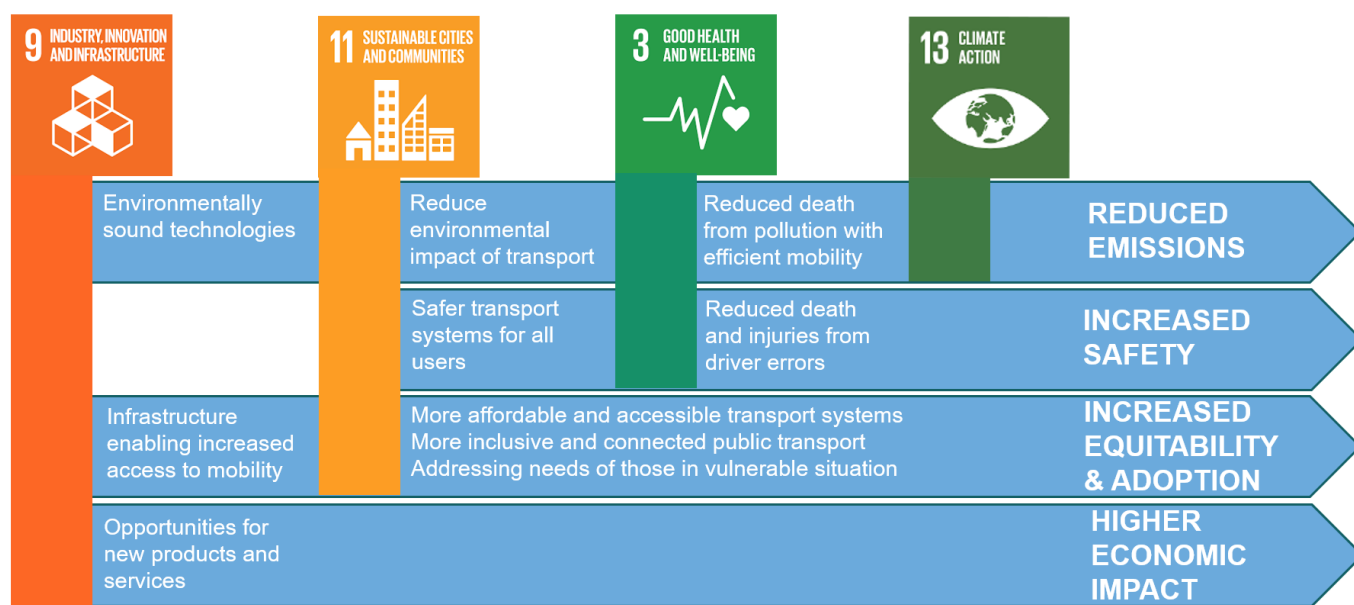 9 INDUSTRY, INNOVATION
AND INFRASTRUCTURE
11 SUSTAINABLE CITIES
AND COMMUNITIES
3 GOOD HEALTH
AND WELL-BEING
13 CLIMATE
ACTION
Environmentally
sound technologies
Reduce
environmental
impact of transport
Reduced death
from pollution with
efficient mobility
REDUCED
EMISSIONS
Safer transport
systems for all
users
Reduced death
and injuries from
driver errors
INCREASED
SAFETY
Infrastructure
enabling increased
access to mobility
More affordable and accessible transport systems
More inclusive and connected public transport
Addressing needs of those in vulnerable situation
INCREASED
EQUITABILITY
& ADOPTION
Opportunities for
new products and
services
HIGHER
ECONOMIC
IMPACT